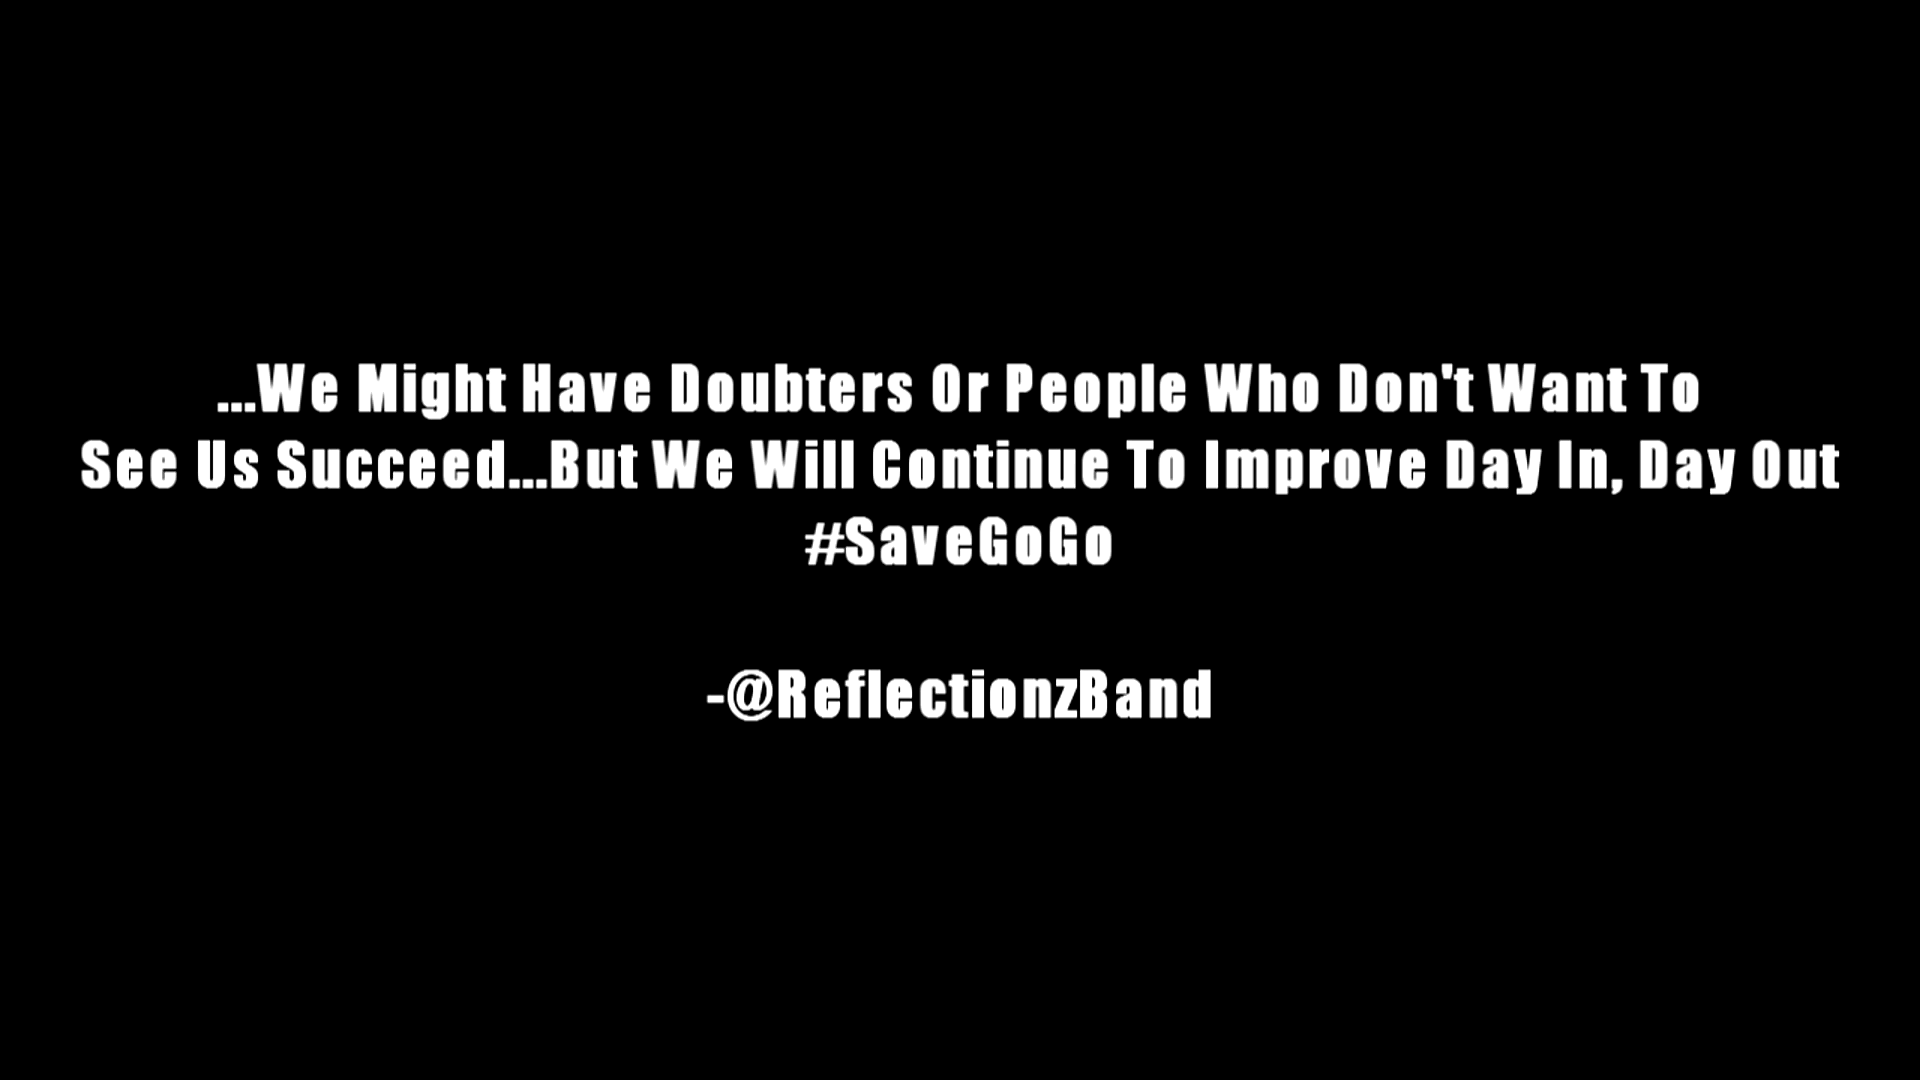 ...We Might Have Doubters Or People Who Don't Want To
See Us Succeed...But We Will Continue To Improve Day In, Day Out
#SaveGoGo
-@ReflectionzBand